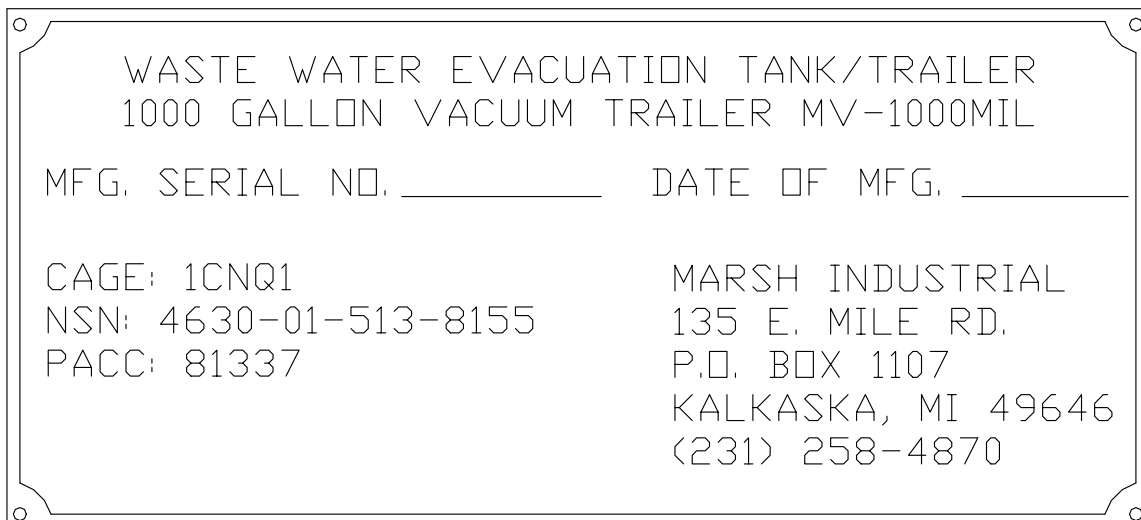 WASTE WATER EVACUATION TANK/TRAILER
1000 GALLON VACUUM TRAILER MV-1000MIL
MFG. SERIAL NO. __________ DATE OF MFG. __________
CAGE: 1CNQ1
NSN: 4630-01-513-8155
PACC: 81337
MARSH INDUSTRIAL
135 E. MILE RD.
P.O. BOX 1107
KALKASKA, MI 49646
(231) 258-4870